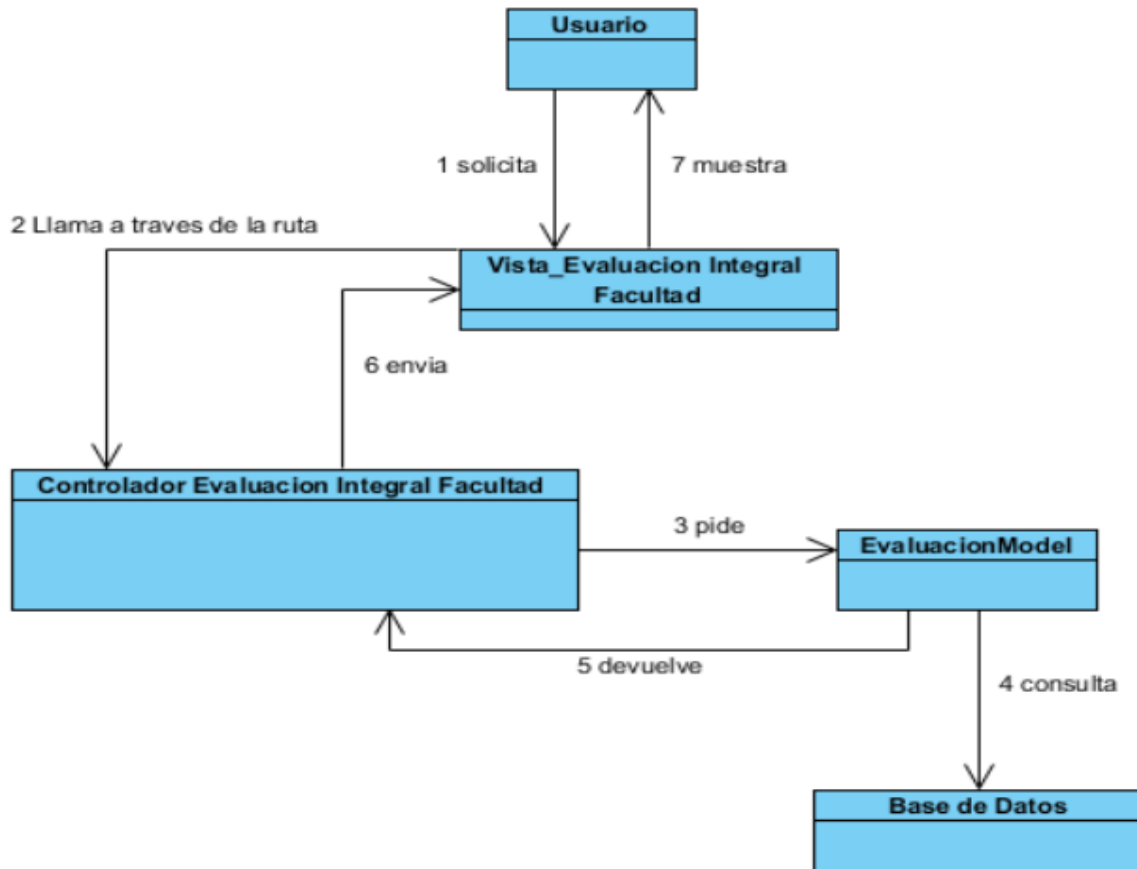 Usuario
1 solicita
7 muestra
2 Llama a traves de la ruta
Vista_Evaluacion Integral
Facultad
6 envia
Controlador Evaluacion Integral Facultad
3 pide
EvaluacionModel
5 devuelve
4 consulta
Base de Datos